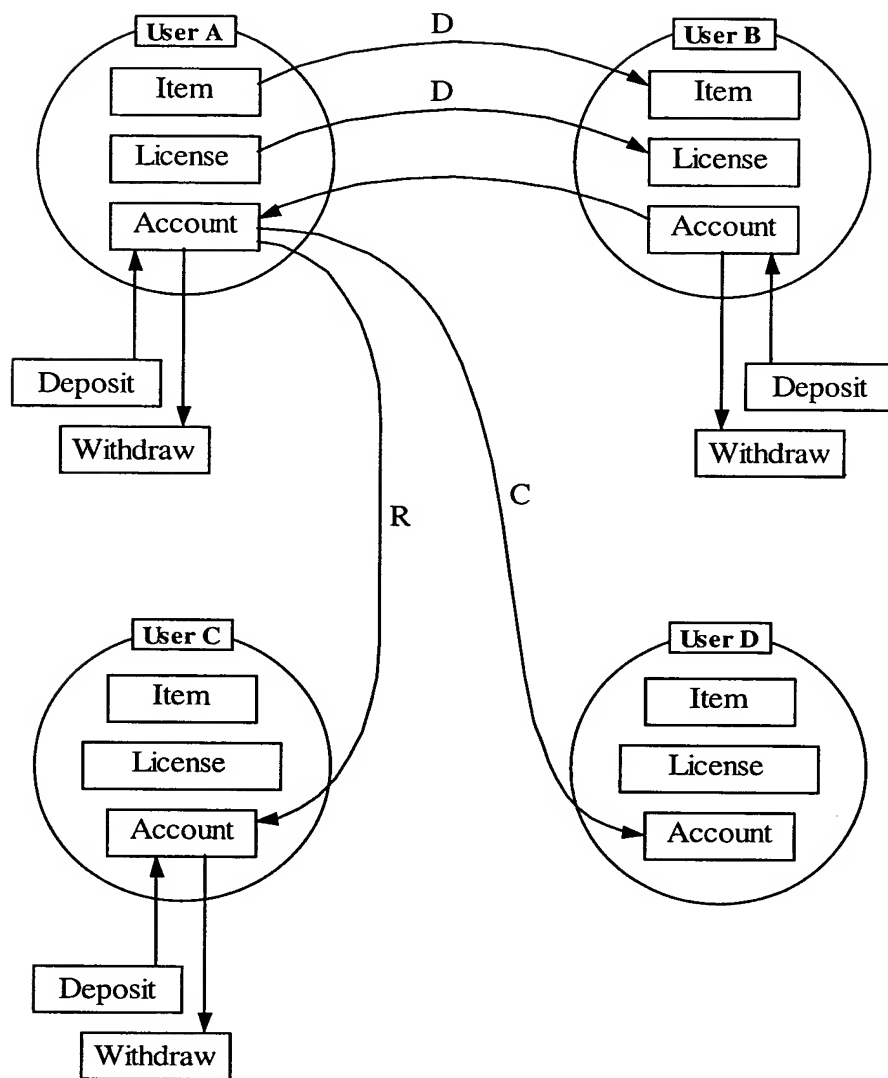 User A
D
User B
Item
Item
D
License
License
Account
Account
Deposit
Deposit
Withdraw
Withdraw
R
C
User C
User D
Item
Item
License
License
Account
Account
Deposit
Withdraw